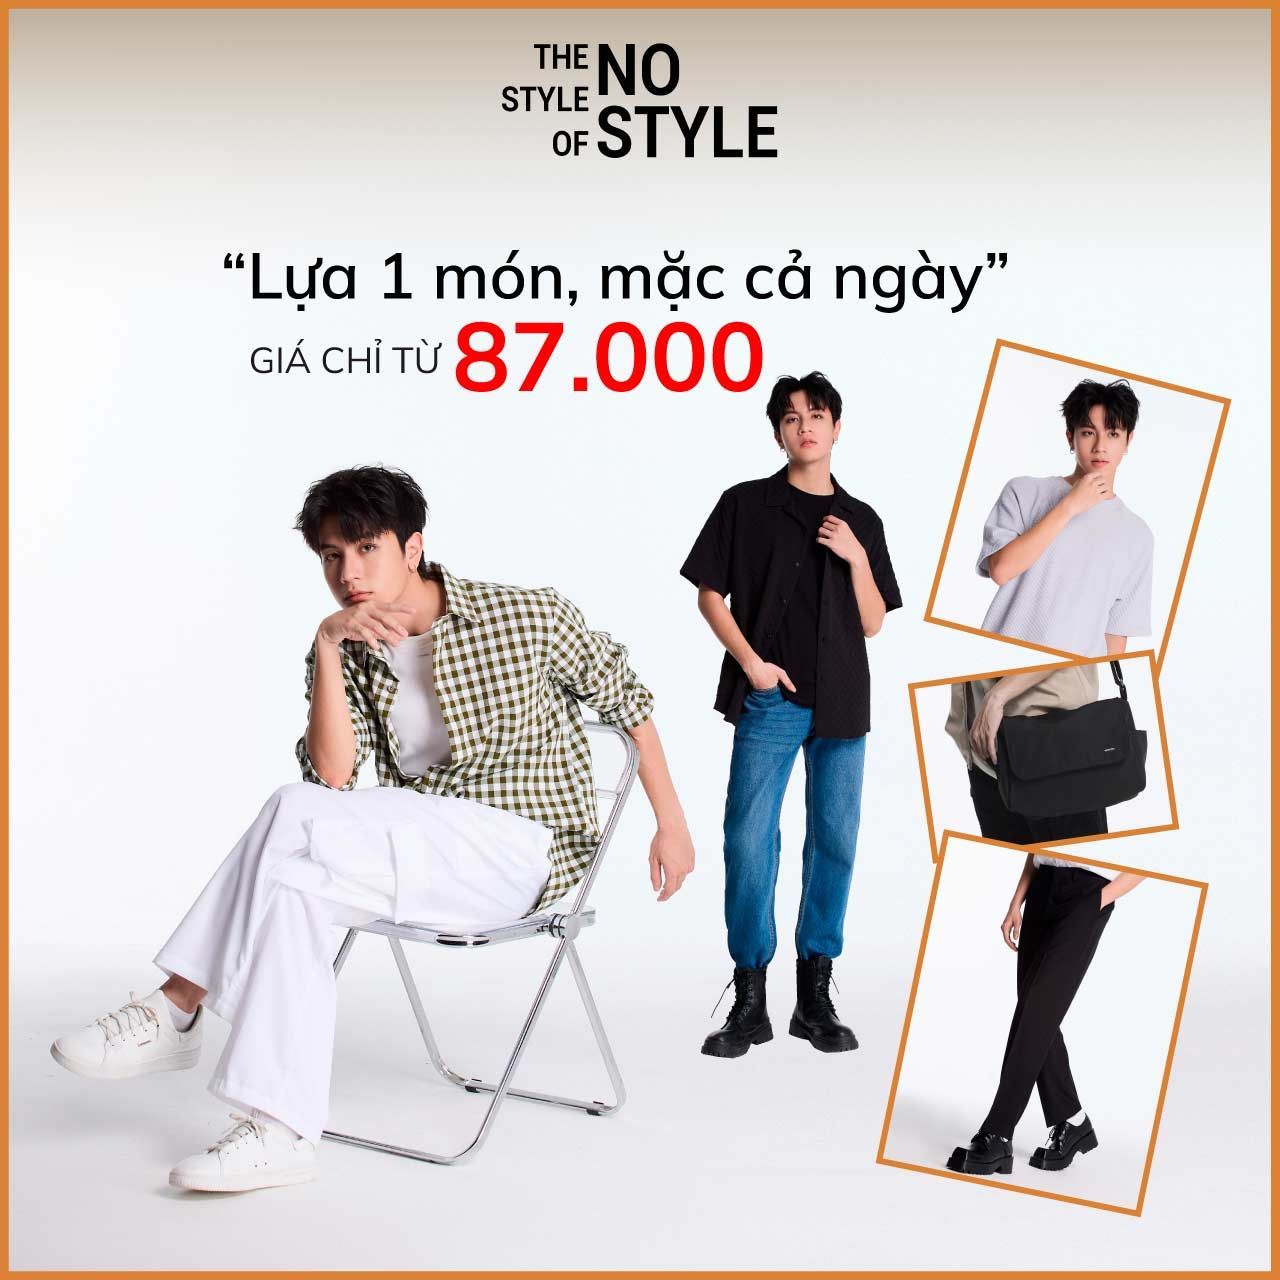 THE NO
STYLE
OF STYLE
“Lựa 1 món, mặc cả ngày”
GIÁ CHỈ TỪ 87.000